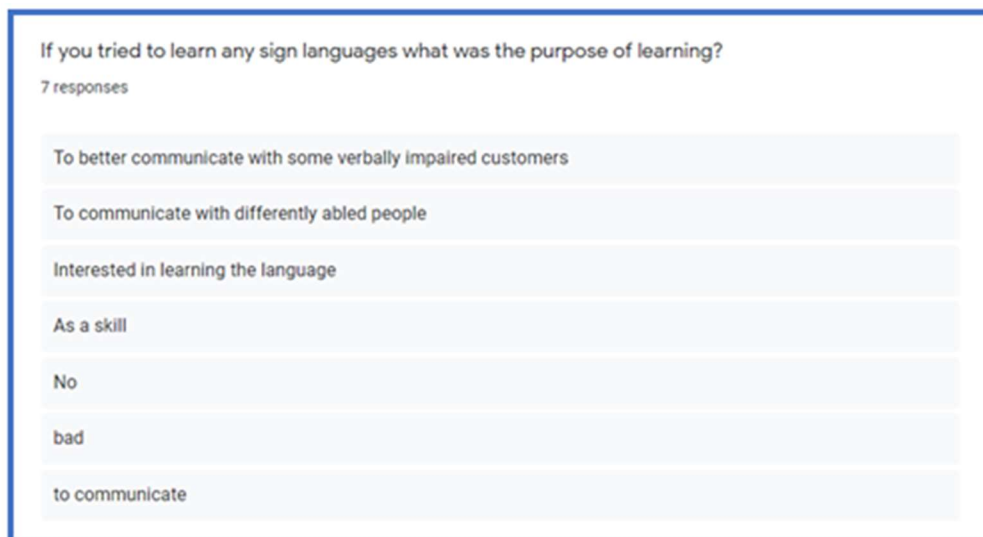 If you tried to learn any sign languages what was the purpose of learning?
7 responses
To better communicate with some verbally impaired customers
To communicate with differently abled people
Interested in learning the language
As a skill
No
bad
to communicate